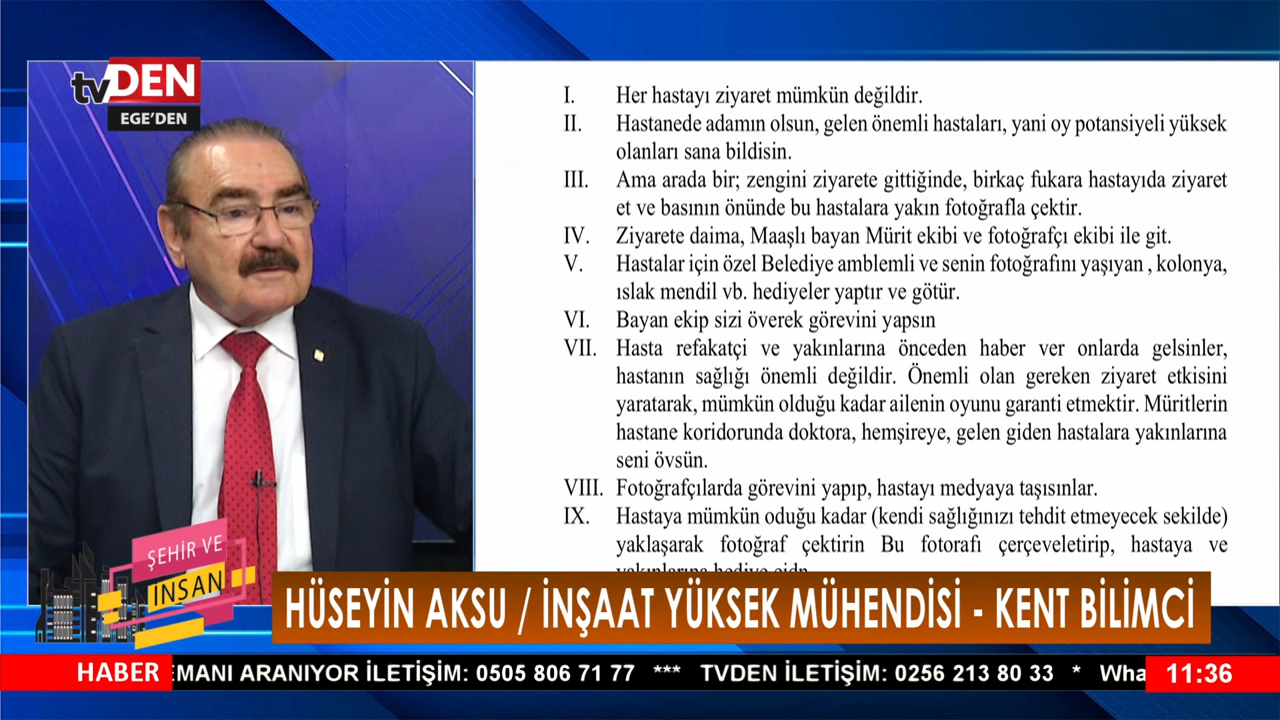 tvDEN
EGE'DEN
I. Her hastayı ziyaret mümkün değildir.
II. Hastanede adamın olsun, gelen önemli hastaları, yani oy potansiyeli yüksek
olanları sana bildisin.
III. Ama arada bir; zengini ziyarete gittiğinde, birkaç fukara hastayıda ziyaret
et ve basının önünde bu hastalara yakın fotoğrafla çektir.
IV. Ziyarete daima, Maaşlı bayan Mürit ekibi ve fotoğrafçı ekibi ile git.
V. Hastalar için özel Belediye amblemli ve senin fotoğrafını yaşıyan , kolonya,
ıslak mendil vb. hediyeler yaptır ve götür.
VI. Bayan ekip sizi överek görevini yapsın
VII. Hasta refakatçi ve yakınlarına önceden haber ver onlarda gelsinler,
hastanın sağlığı önemli değildir. Önemli olan gereken ziyaret etkisini
yaratarak, mümkün olduğu kadar ailenin oyunu garanti etmektir. Müritlerin
hastane koridorunda doktora, hemşireye, gelen giden hastalara yakınlarına
seni övsün.
VIII. Fotoğrafçılarda görevini yapıp, hastayı medyaya taşısınlar.
IX. Hastaya mümkün oduğu kadar (kendi sağlığınızı tehdit etmeyecek sekilde)
yaklaşarak fotoğraf çektirin Bu fotorafı çerçeveletirip, hastaya ve
ŞEHİR VE
INSAN
HÜSEYİN AKSU / İNŞAAT YÜKSEK MÜHENDİSİ - KENT BİLİMCİ
HABER EMANI ARANIYOR İLETİŞİM: 0505 806 71 77 *** TVDEN İLETİŞİM: 0256 213 80 33 * Wha 11:36